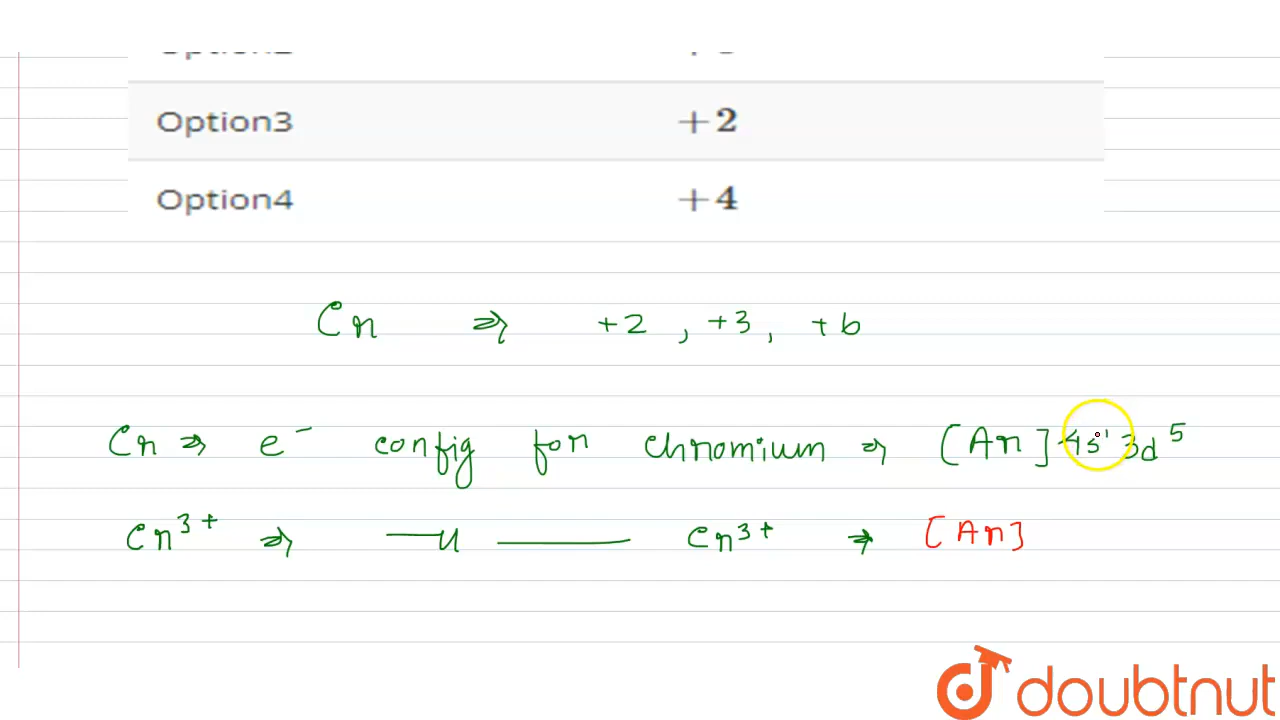 Option3 +2
Option4 +4
Cr ⇒ +2 , +3 , +6
Cr ⇒ e⁻ config for chromium ⇒ [Ar] 4s¹ 3d⁵
Cr³⁺ ⇒ —u— Cr³⁺ → [Ar]
doubtnut